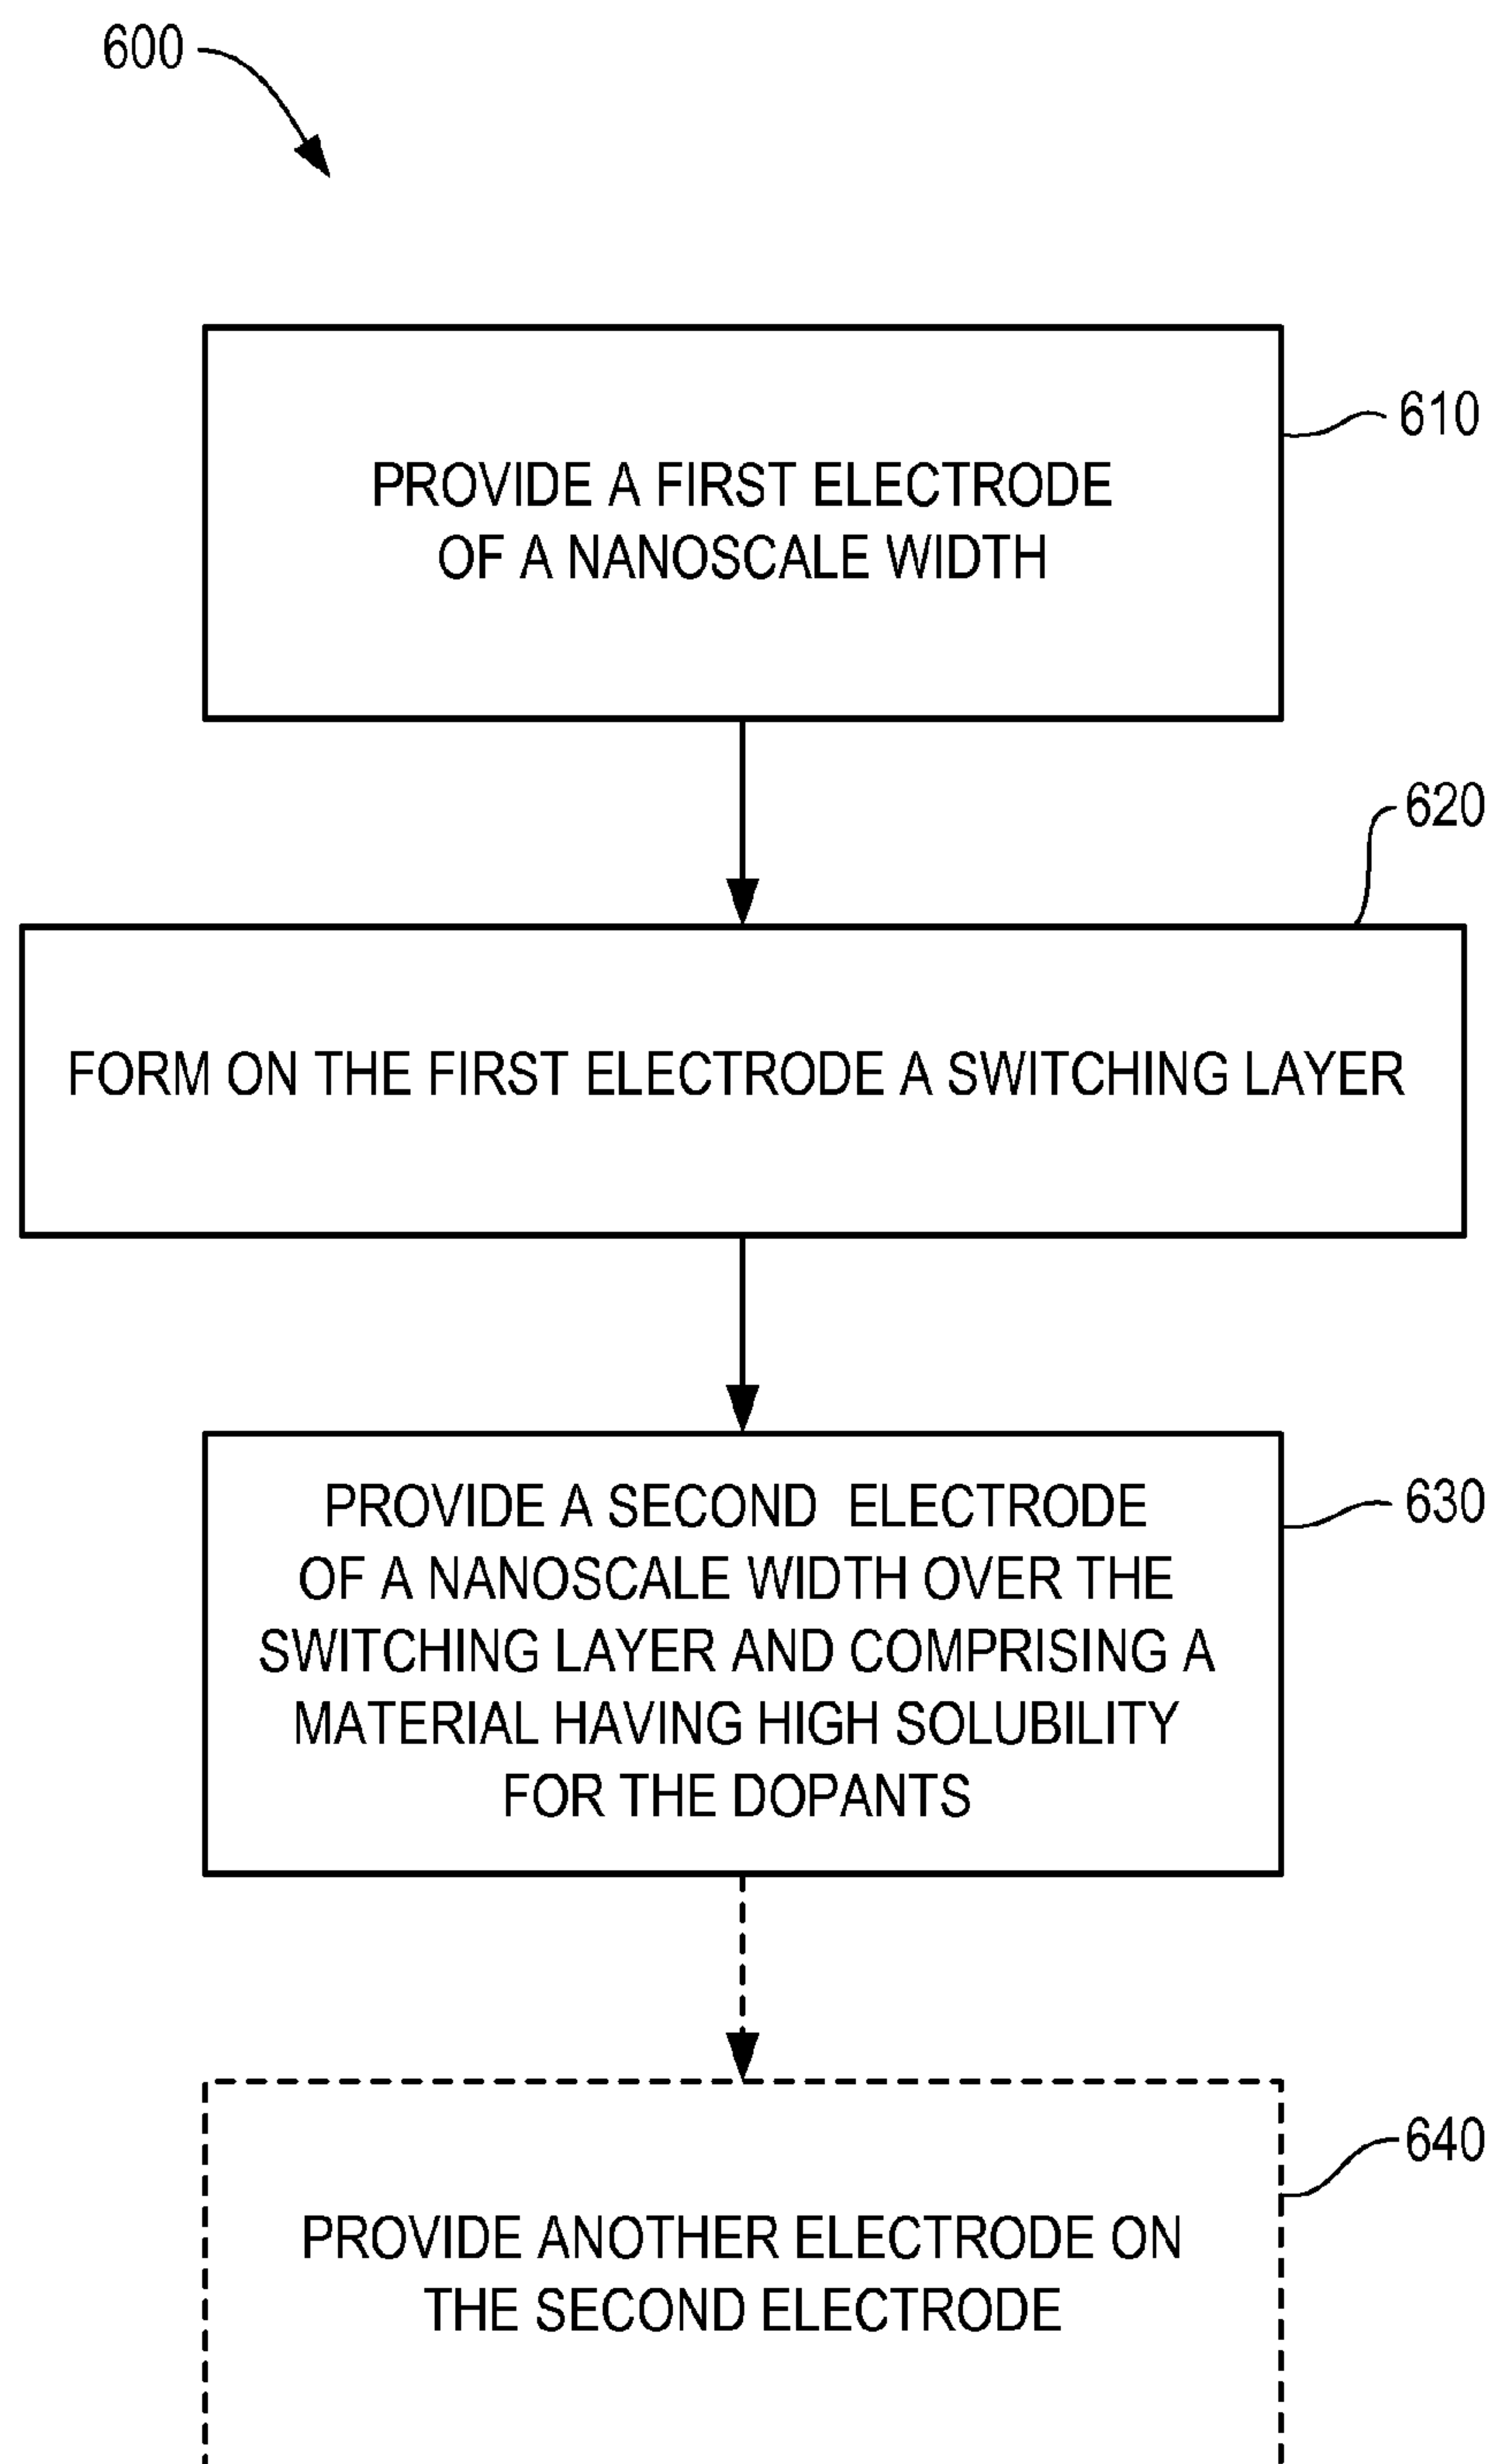 600
610
PROVIDE A FIRST ELECTRODE
OF A NANOSCALE WIDTH
620
FORM ON THE FIRST ELECTRODE A SWITCHING LAYER
630
PROVIDE A SECOND ELECTRODE
OF A NANOSCALE WIDTH OVER THE
SWITCHING LAYER AND COMPRISING A
MATERIAL HAVING HIGH SOLUBILITY
FOR THE DOPANTS
640
PROVIDE ANOTHER ELECTRODE ON
THE SECOND ELECTRODE